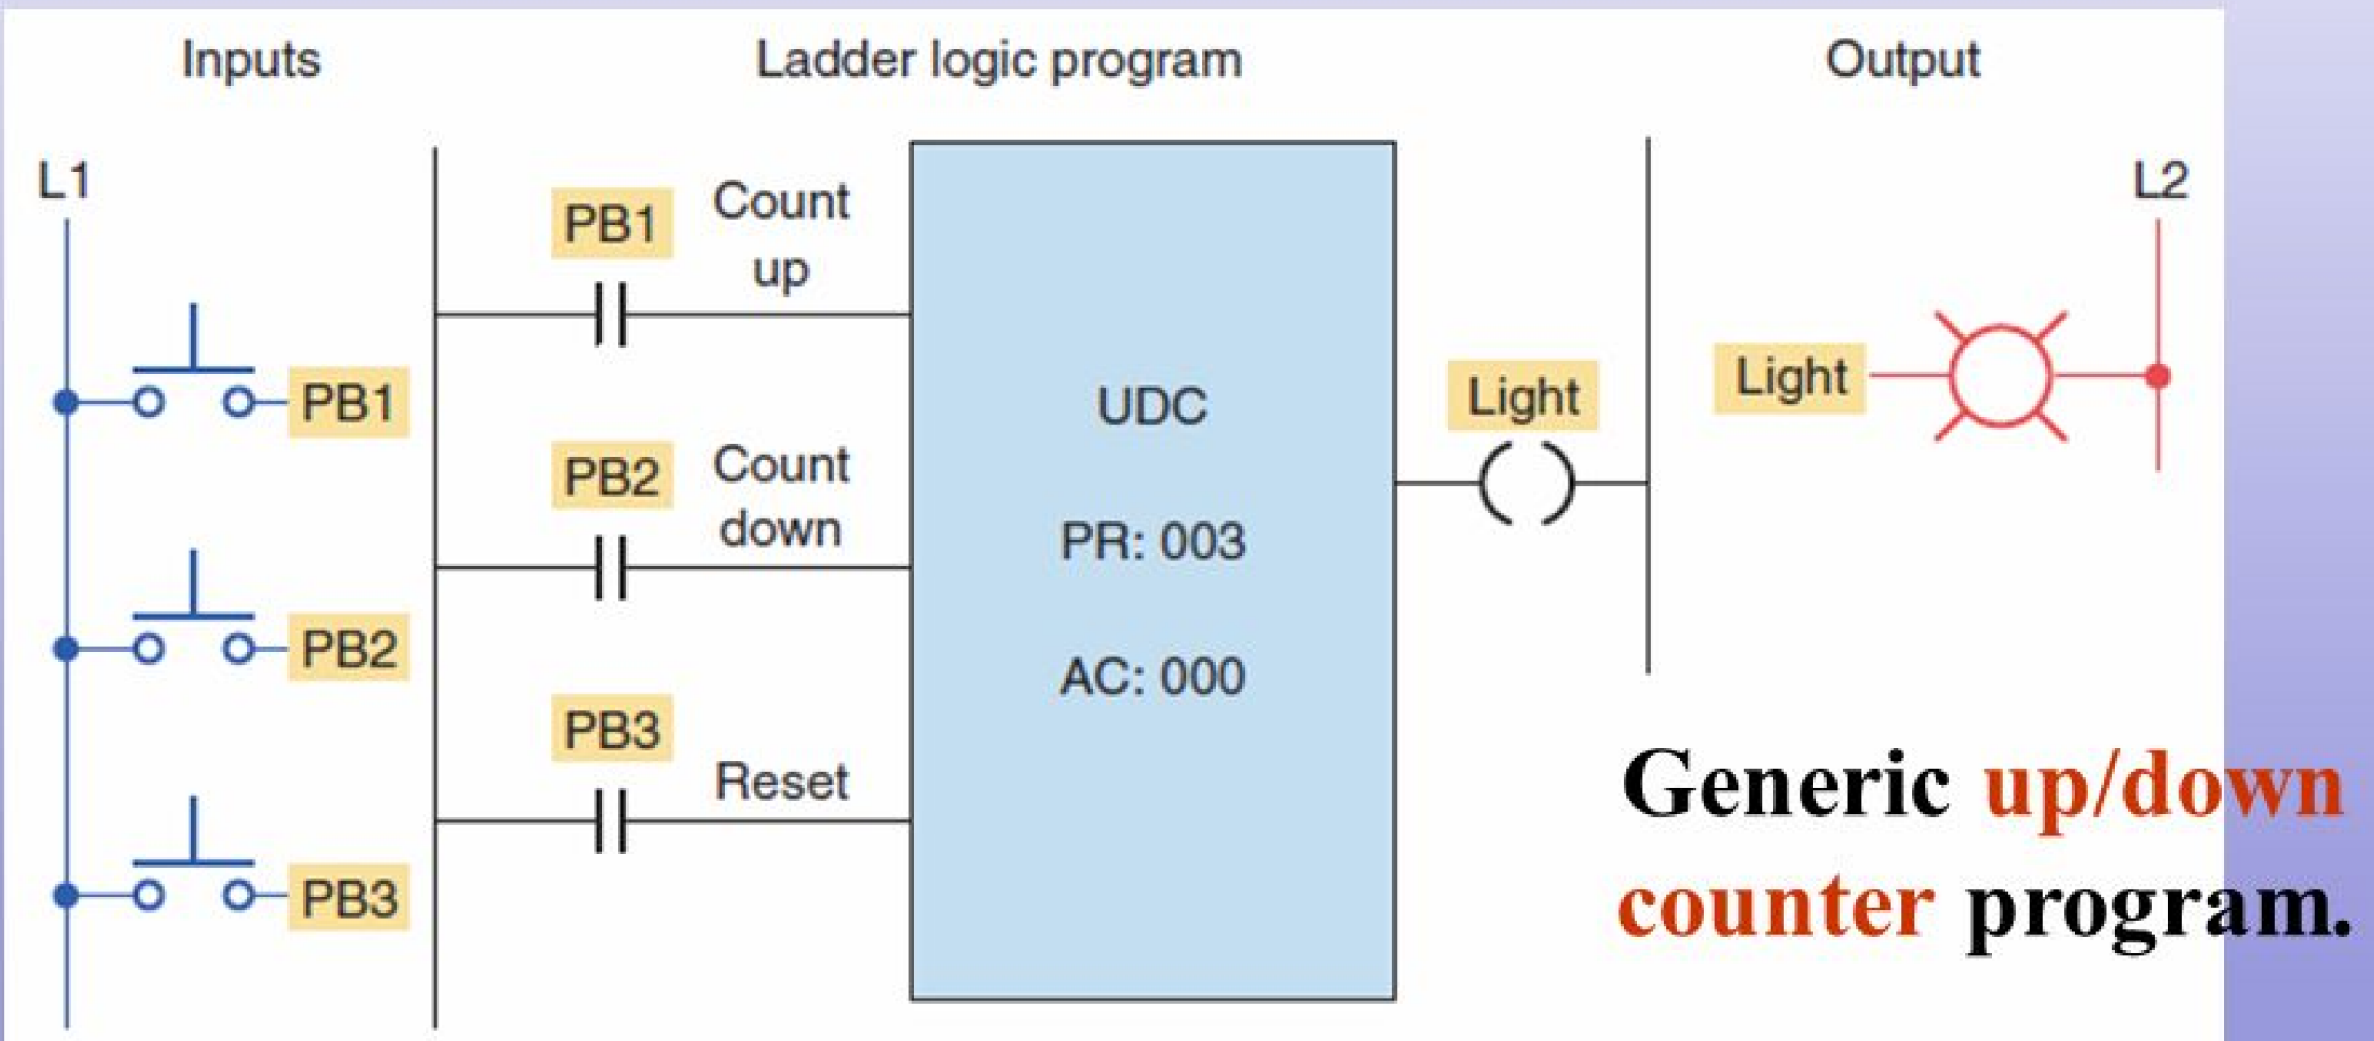 Inputs
Ladder logic program
Output
L1
PB1
PB2
PB3
PB1
Count
up
PB2
Count
down
PB3
Reset
UDC
PR: 003
AC: 000
Light
Light
L2
Generic up/down
counter program.